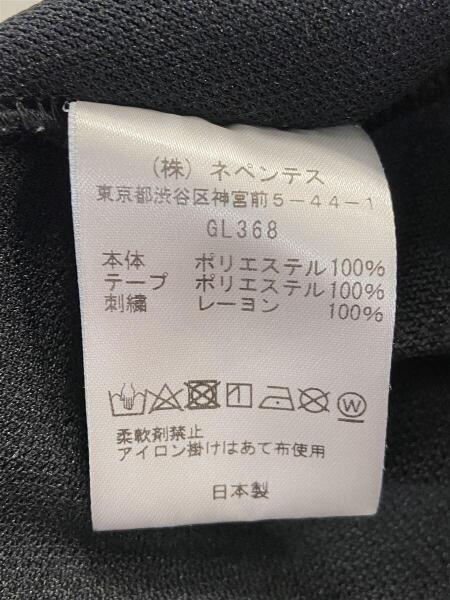 (株)ネペンテス
東京都渋谷区神宮前5-44-1
GL368
本体 ポリエステル100%
テープ ポリエステル100%
刺繍 レーヨン 100%
W
柔軟剤禁止
アイロン掛けはあて布使用
日本製